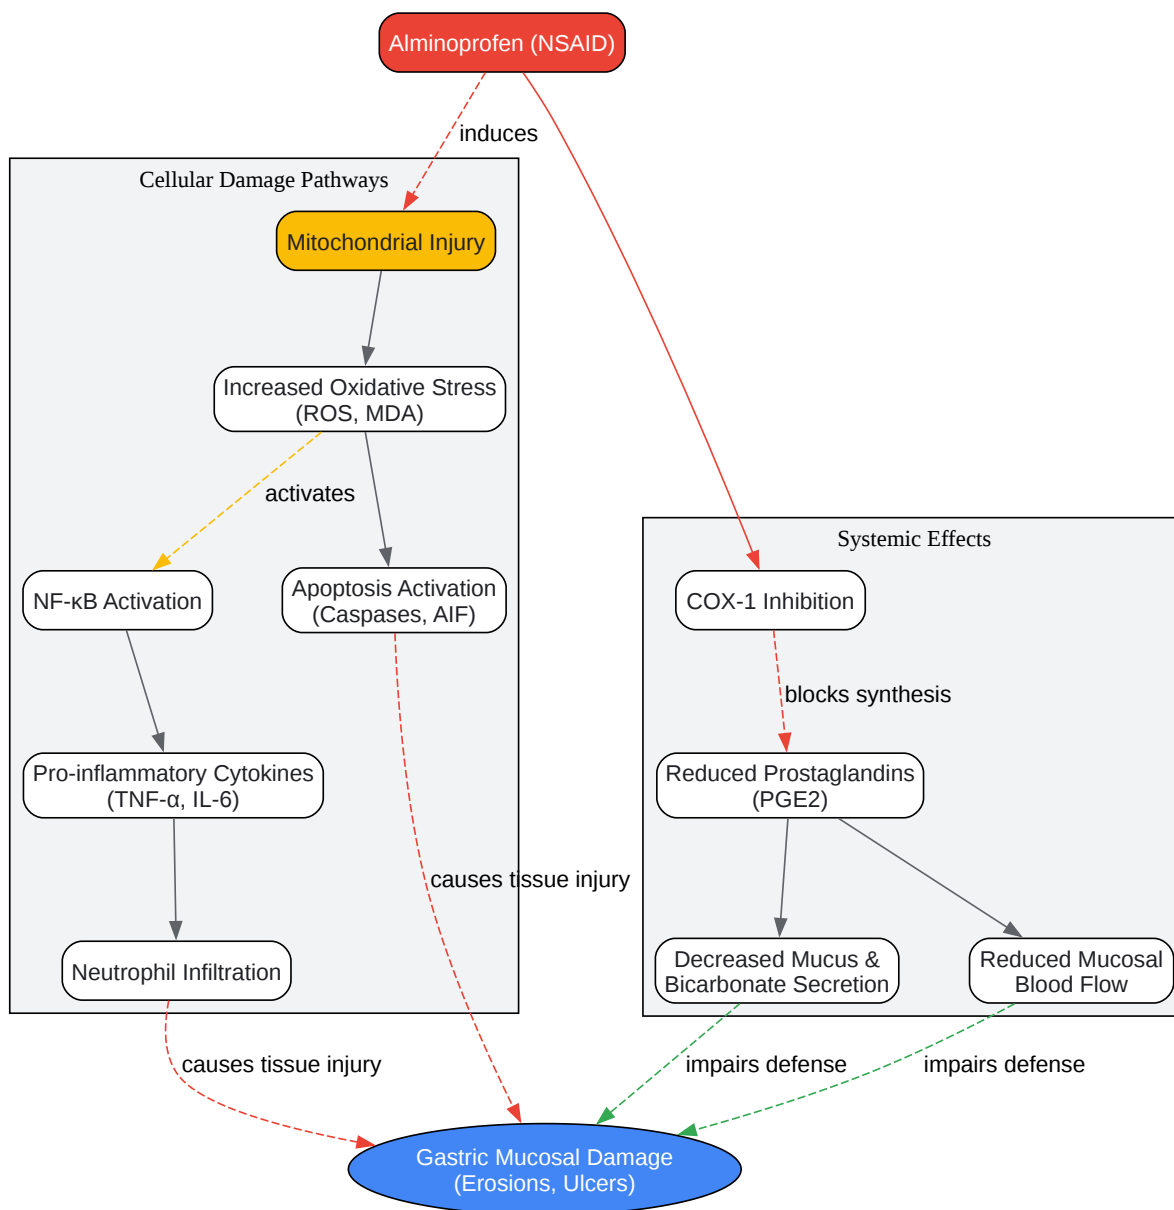 Alminoprofen (NSAID)
induces
Cellular Damage Pathways
Mitochondrial Injury
Increased Oxidative Stress
(ROS, MDA)
activates
Systemic Effects
NF-κB Activation
Apoptosis Activation
(Caspases, AIF)
COX-1 Inhibition
blocks synthesis
Pro-inflammatory Cytokines
(TNF-α, IL-6)
Reduced Prostaglandins
(PGE2)
causes tissue injury
Neutrophil Infiltration
Decreased Mucus &
Bicarbonate Secretion
Reduced Mucosal
Blood Flow
causes tissue injury
impairs defense
impairs defense
Gastric Mucosal Damage
(Erosions, Ulcers)